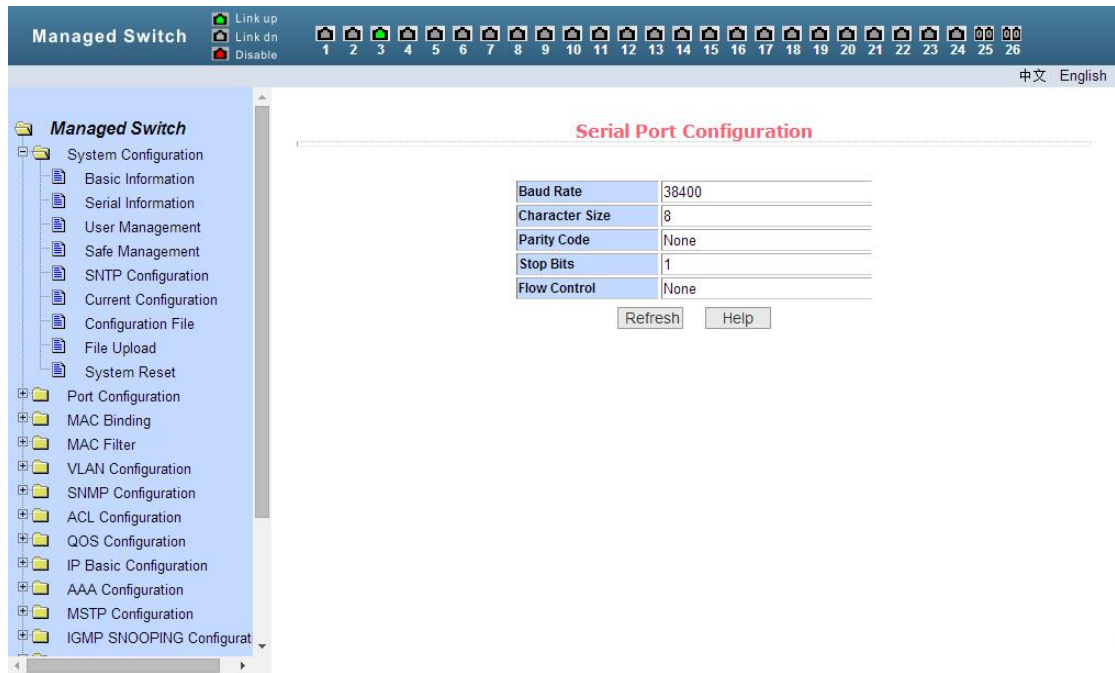 Managed Switch
Link up
Link dn
Disable
1 2 3 4 5 6 7 8 9 10 11 12 13 14 15 16 17 18 19 20 21 22 23 24 25 26
中文 English
Managed Switch
System Configuration
Basic Information
Serial Information
User Management
Safe Management
SNTP Configuration
Current Configuration
Configuration File
File Upload
System Reset
Port Configuration
MAC Binding
MAC Filter
VLAN Configuration
SNMP Configuration
ACL Configuration
QOS Configuration
IP Basic Configuration
AAA Configuration
MSTP Configuration
IGMP SNOOPING Configurat
Serial Port Configuration
Baud Rate 38400
Character Size 8
Parity Code None
Stop Bits 1
Flow Control None
Refresh Help